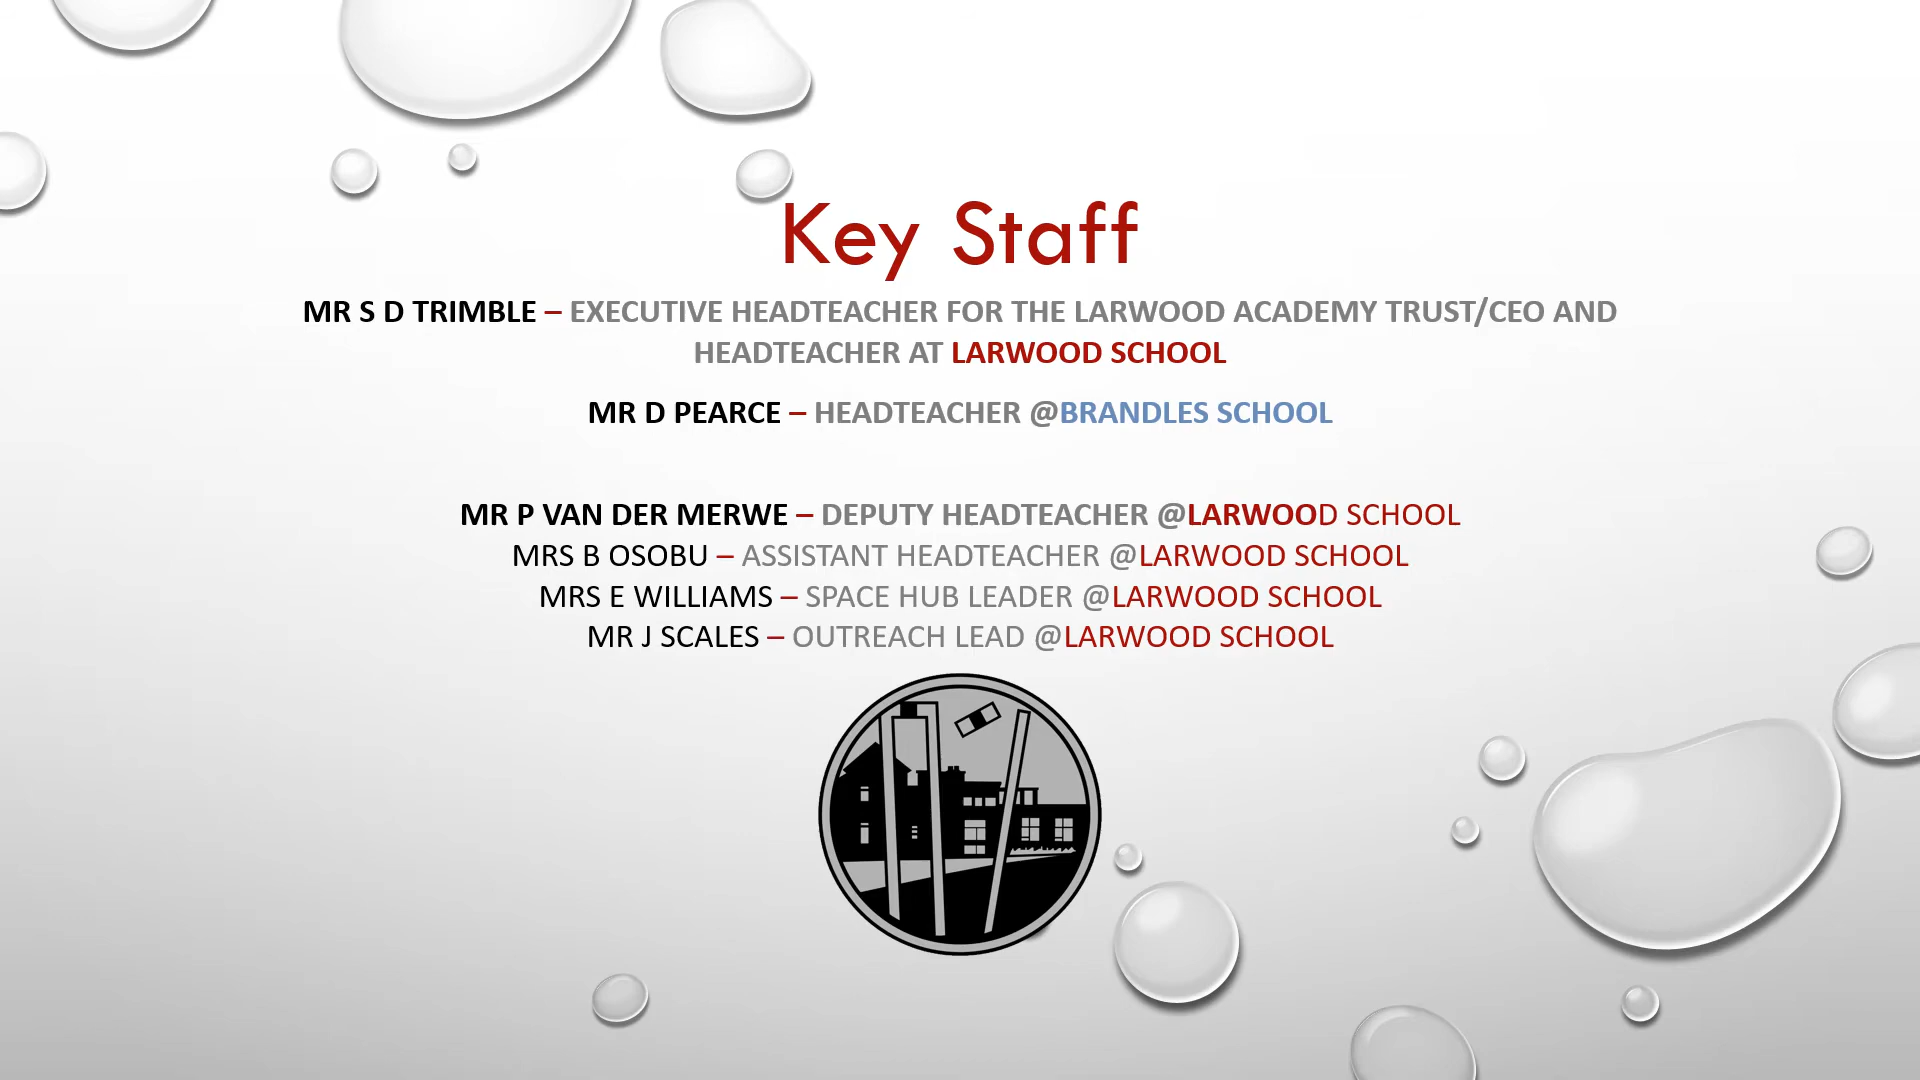 Key Staff
MR S D TRIMBLE – EXECUTIVE HEADTEACHER FOR THE LARWOOD ACADEMY TRUST/CEO AND
HEADTEACHER AT LARWOOD SCHOOL
MR D PEARCE – HEADTEACHER @BRANDLES SCHOOL
MR P VAN DER MERWE – DEPUTY HEADTEACHER @LARWOOD SCHOOL
MRS B OSOBU – ASSISTANT HEADTEACHER @LARWOOD SCHOOL
MRS E WILLIAMS – SPACE HUB LEADER @LARWOOD SCHOOL
MR J SCALES – OUTREACH LEAD @LARWOOD SCHOOL